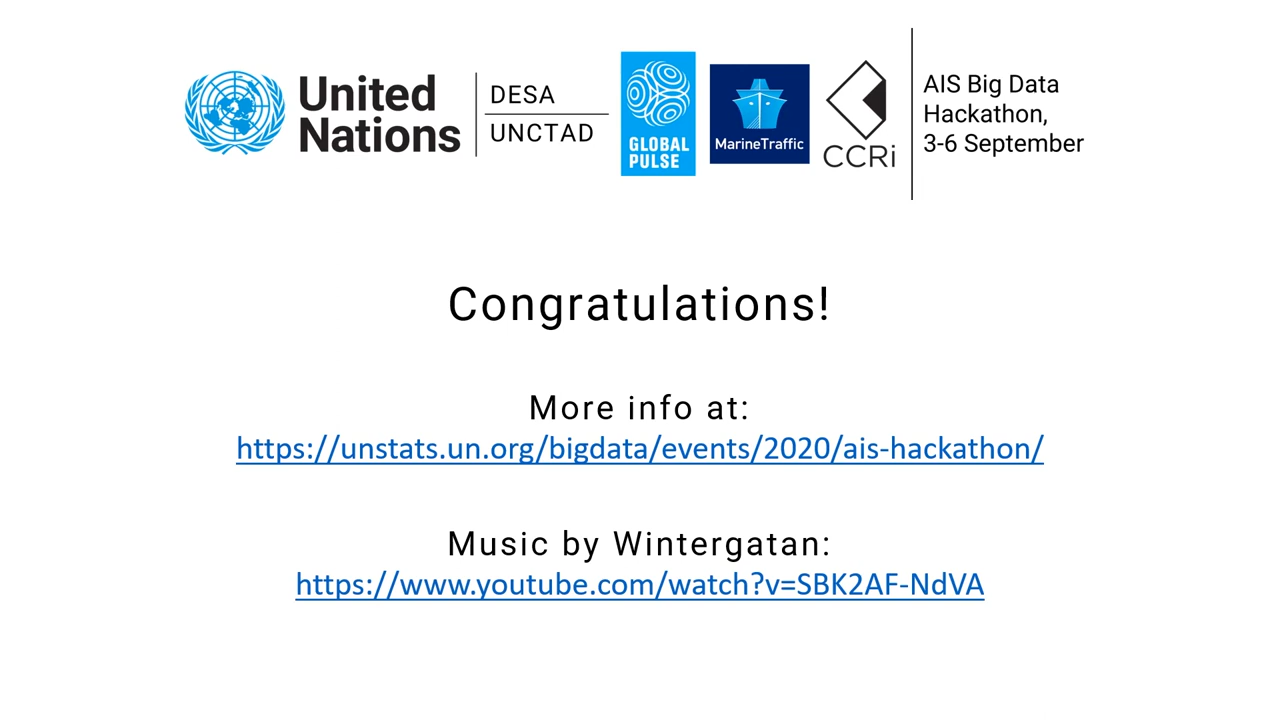 United
Nations
DESA
UNCTAD
GLOBAL
PULSE
MarineTraffic
CCRi
AIS Big Data
Hackathon,
3-6 September
Congratulations!
More info at:
https://unstats.un.org/bigdata/events/2020/ais-hackathon/
Music by Wintergatan:
https://www.youtube.com/watch?v=SBK2AF-NdVA